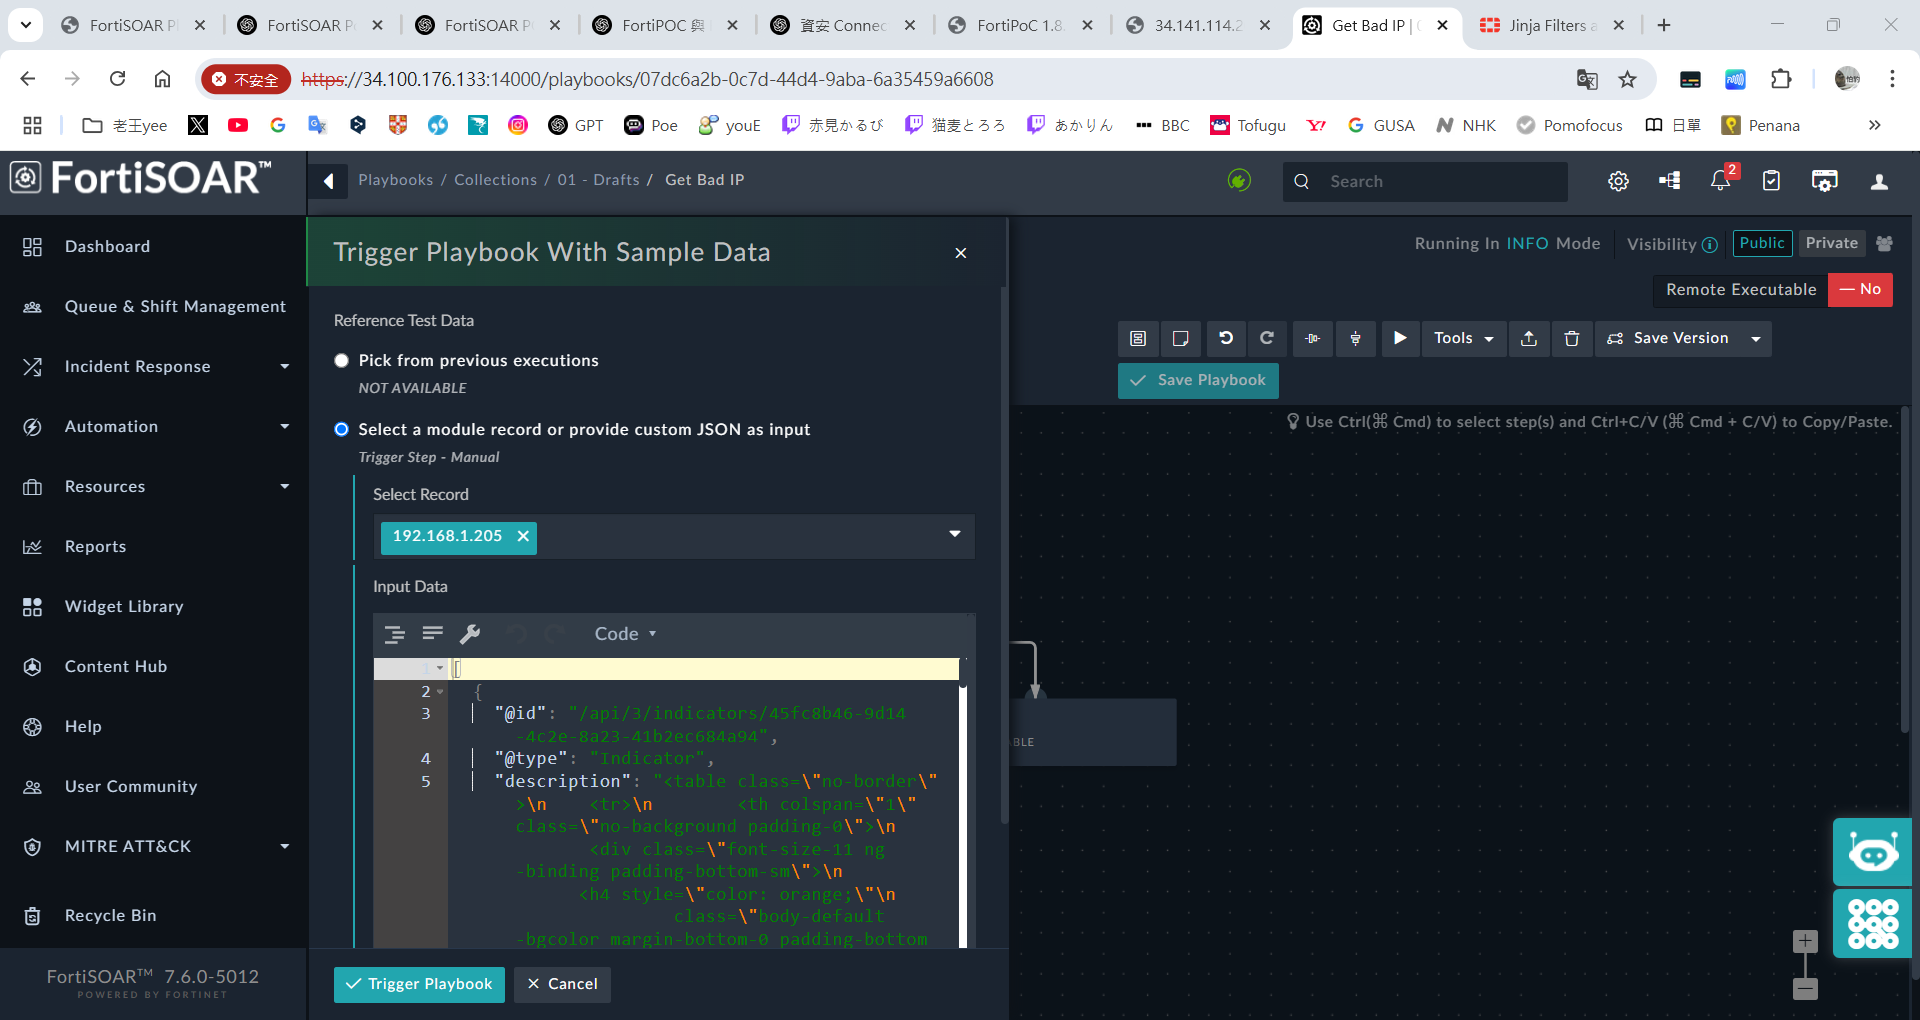 FortiSOAR P
FortiSOAR P
FortiSOAR P
FortiPOC 與
資安 Connec
FortiPoC 1.8.
34.141.114.2
Get Bad IP |
Jinja Filters a
不安全
https://34.100.176.133:14000/playbooks/07dc6a2b-0c7d-44d4-9aba-6a35459a6608
老王yee
GPT
Poe
youE
赤見かるび
猫麦とろろ
あかりん
BBC
Tofugu
GUSA
NHK
Pomofocus
日單
Penana
FortiSOAR™
Playbooks / Collections / 01 - Drafts / Get Bad IP
Search
2
Dashboard
Queue & Shift Management
Incident Response
Automation
Resources
Reports
Widget Library
Content Hub
Help
User Community
MITRE ATT&CK
Recycle Bin
FortiSOAR™ 7.6.0-5012
POWERED BY FORTINET
Trigger Playbook With Sample Data
Reference Test Data
Pick from previous executions
NOT AVAILABLE
Select a module record or provide custom JSON as input
Trigger Step - Manual
Select Record
192.168.1.205
Input Data
Code
1 [
2 {
3 "@id": "/api/3/indicators/45fc8b46-9d14
-4c2e-8a23-41b2ec684a94",
4 "@type": "Indicator",
5 "description": "<table class=\"no-border\"
>\n    <tr>\n        <th colspan=\"1\"
class=\"no-background padding-0\">\n
<div class=\"font-size-11 ng
-binding padding-bottom-sm\">\n
<h4 style=\"color: orange;\"\n
class=\"body-default
-bgcolor margin-bottom-0 padding-bottom
Trigger Playbook
Cancel
Running In INFO Mode
Visibility
Public
Private
Remote Executable
No
Tools
Save Version
Save Playbook
Use Ctrl(⌘ Cmd) to select step(s) and Ctrl+C/V (⌘ Cmd + C/V) to Copy/Paste.
ABLE